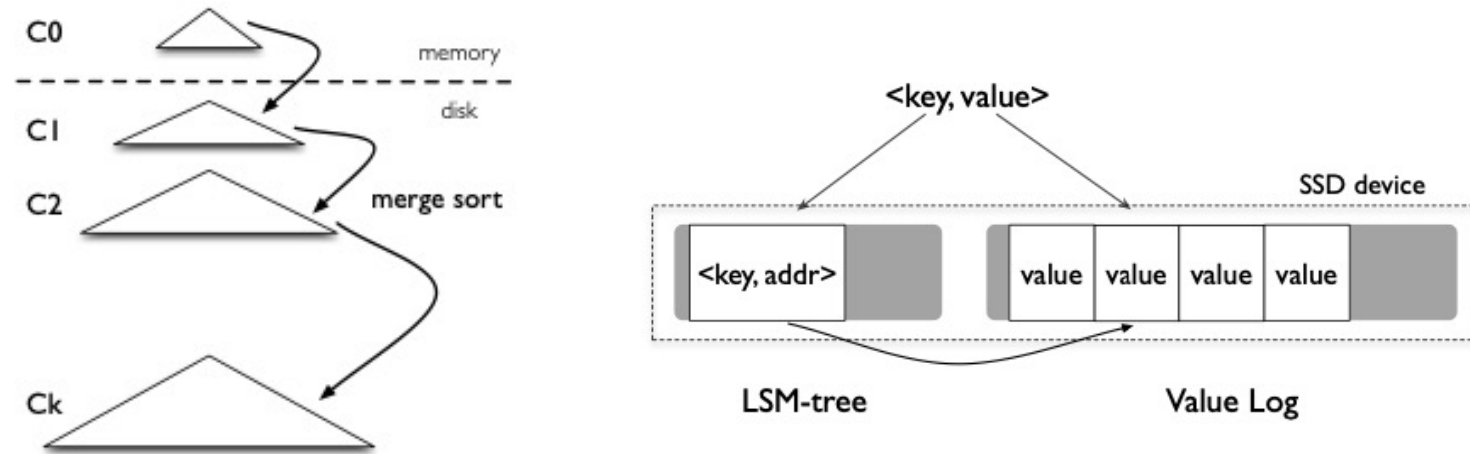 C0
memory
disk
C1
C2
merge sort
Ck
<key, value>
SSD device
<key, addr>
value value value value
LSM-tree
Value Log